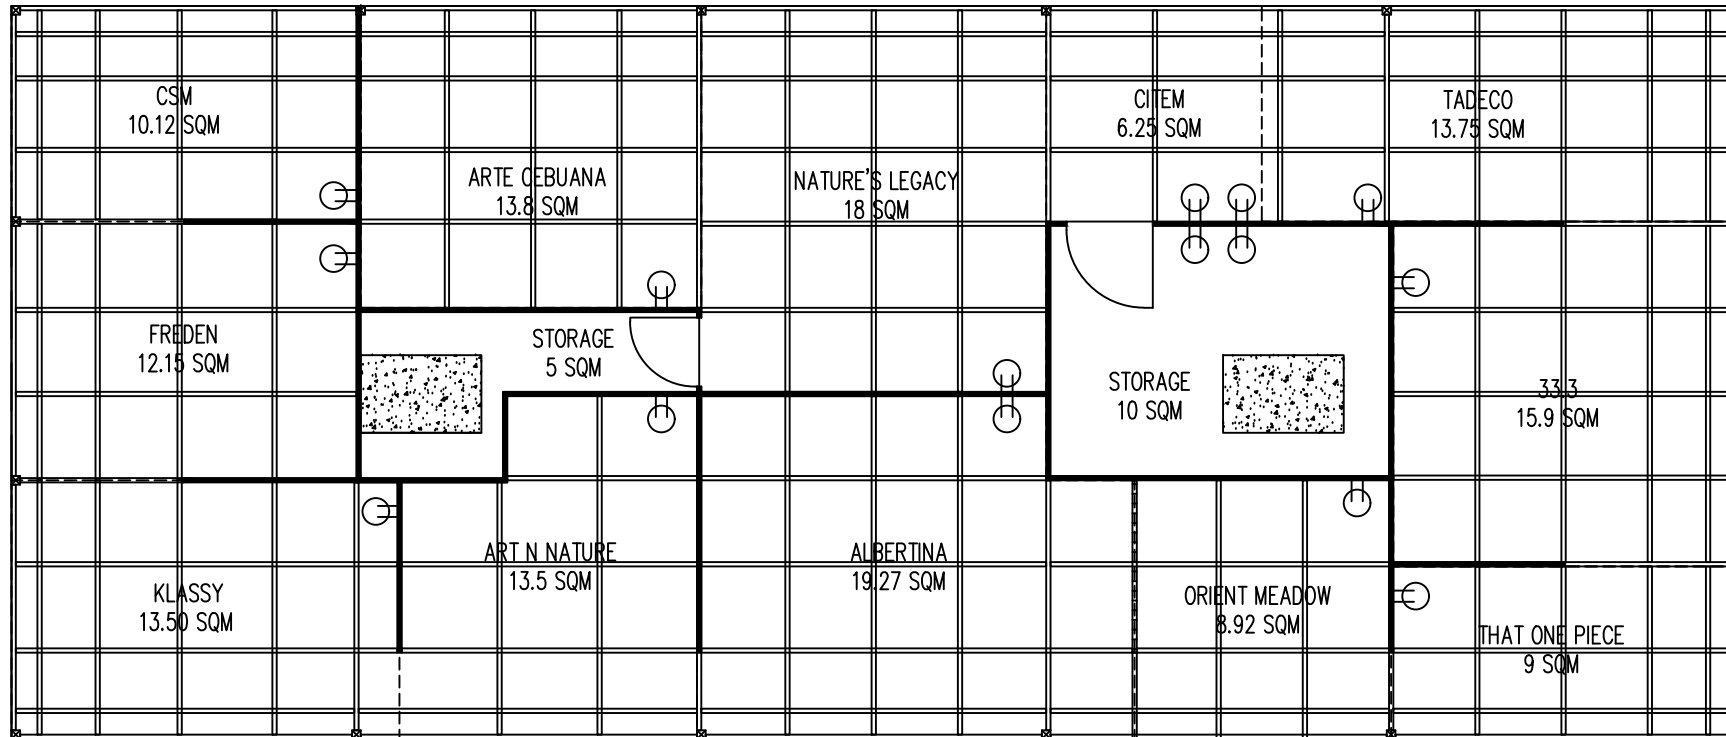 CSM
10.12 SQM
ARTE CEBUANA
13.8 SQM
NATURE'S LEGACY
18 SQM
CITEM
6.25 SQM
TADECO
13.75 SQM
FREDEN
12.15 SQM
STORAGE
5 SQM
STORAGE
10 SQM
33.3
15.9 SQM
KLASSY
13.50 SQM
ART N NATURE
13.5 SQM
ALBERTINA
19.27 SQM
ORIENT MEADOW
8.92 SQM
THAT ONE PIECE
9 SQM